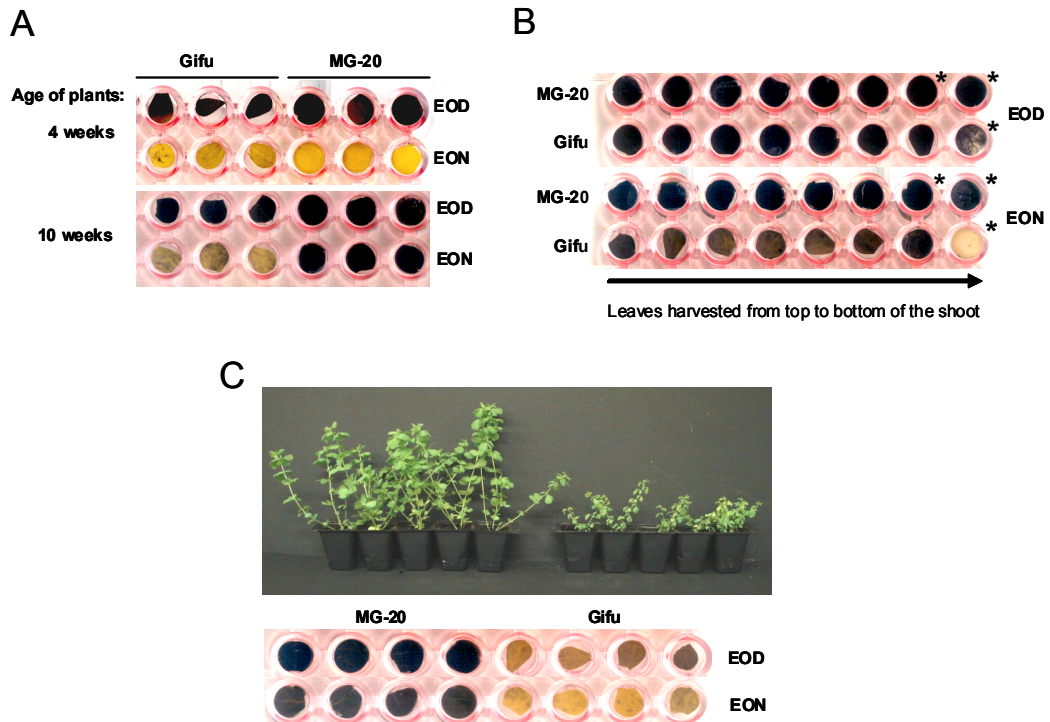 A
Gifu MG-20
Age of plants:
4 weeks
EOD
EON
10 weeks
EOD
EON
B
MG-20 * *
EOD
Gifu *
MG-20 * *
EON
Gifu *
Leaves harvested from top to bottom of the shoot
C
MG-20 Gifu
EOD
EON